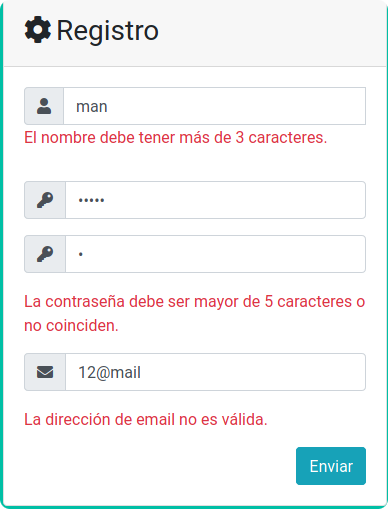 Registro
man
El nombre debe tener más de 3 caracteres.
•••••
•
La contraseña debe ser mayor de 5 caracteres o
no coinciden.
12@mail
La dirección de email no es válida.
Enviar